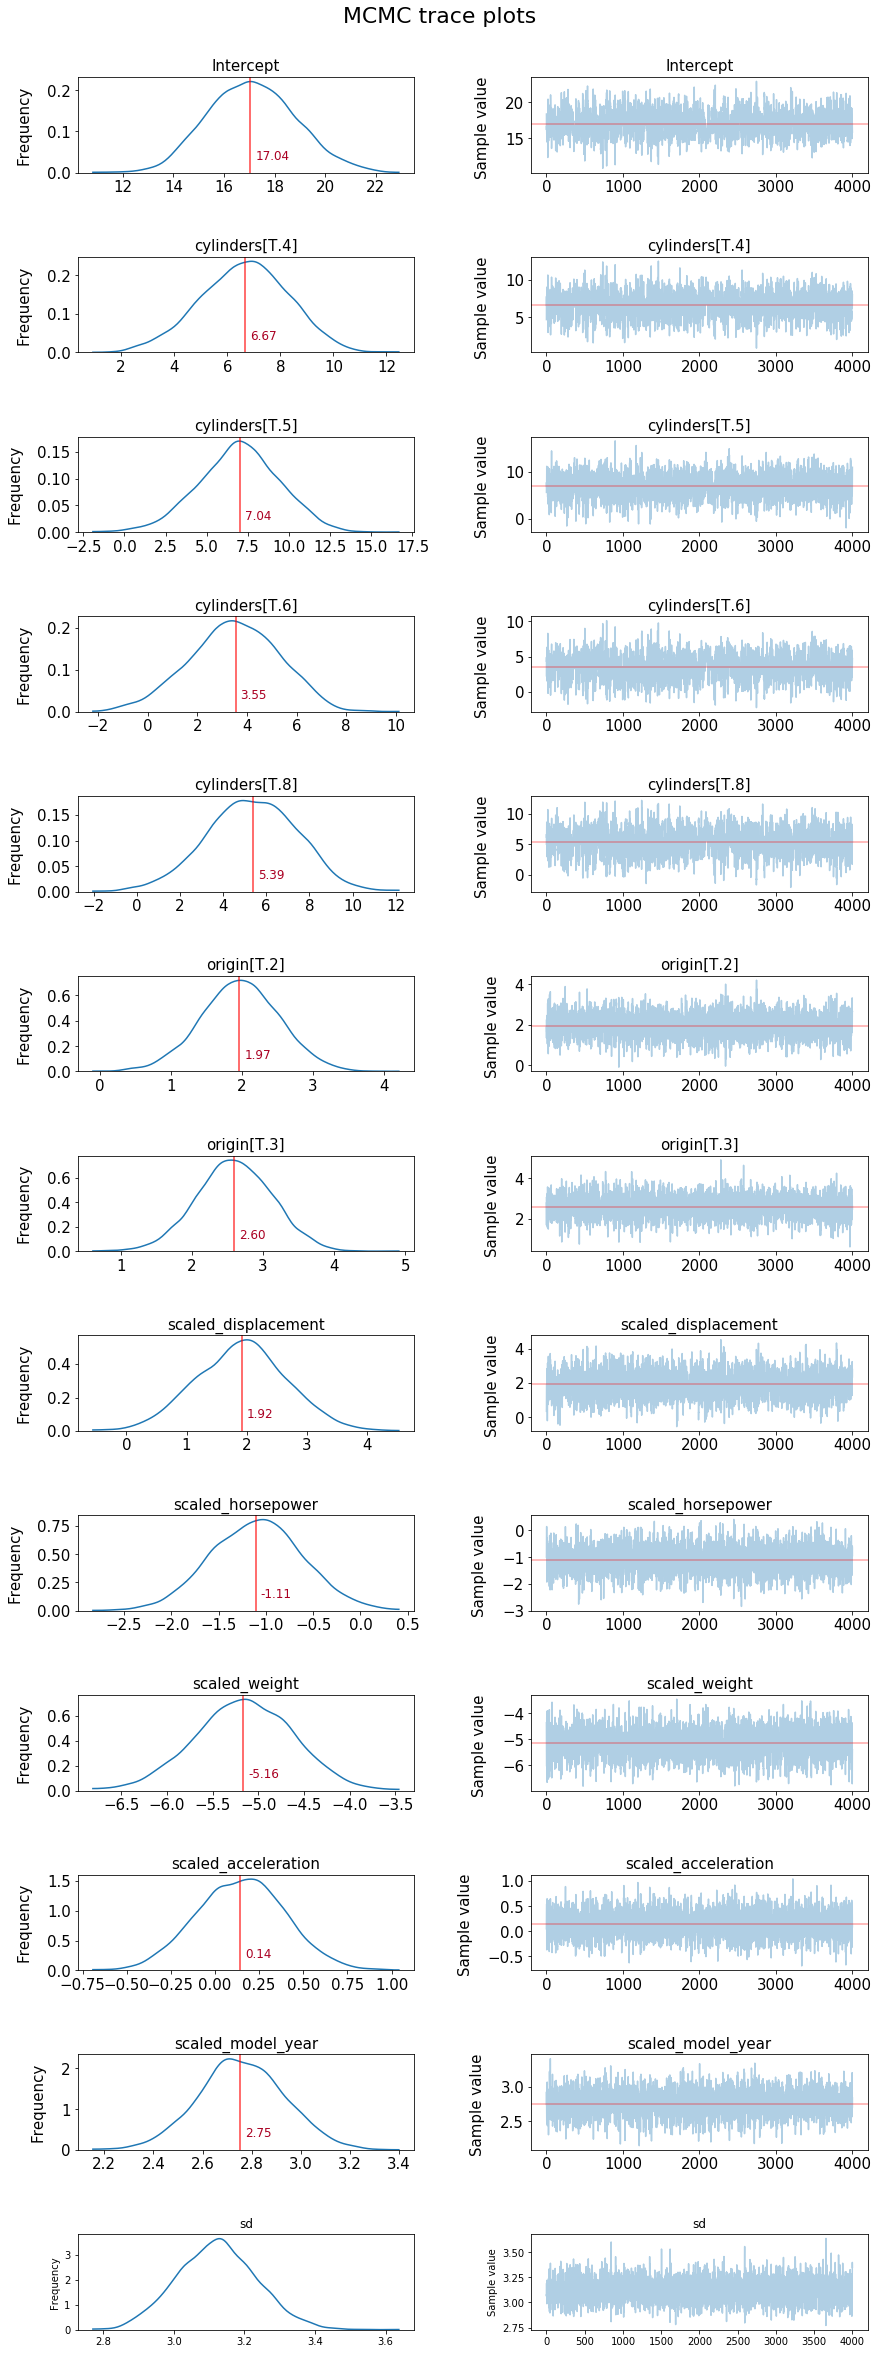 MCMC trace plots
Intercept
Frequency
0.2
0.1
0.0
17.04
12 14 16 18 20 22
Intercept
Sample value
20
15
0 1000 2000 3000 4000
cylinders[T.4]
Frequency
0.2
0.1
0.0
6.67
2 4 6 8 10 12
cylinders[T.4]
Sample value
10
5
0 1000 2000 3000 4000
cylinders[T.5]
Frequency
0.15
0.10
0.05
0.00
7.04
−2.5 0.0 2.5 5.0 7.5 10.0 12.5 15.0 17.5
cylinders[T.5]
Sample value
10
0
0 1000 2000 3000 4000
cylinders[T.6]
Frequency
0.2
0.1
0.0
3.55
−2 0 2 4 6 8 10
cylinders[T.6]
Sample value
10
5
0
0 1000 2000 3000 4000
cylinders[T.8]
Frequency
0.15
0.10
0.05
0.00
5.39
−2 0 2 4 6 8 10 12
cylinders[T.8]
Sample value
10
5
0
0 1000 2000 3000 4000
origin[T.2]
Frequency
0.6
0.4
0.2
0.0
1.97
0 1 2 3 4
origin[T.2]
Sample value
4
2
0
0 1000 2000 3000 4000
origin[T.3]
Frequency
0.6
0.4
0.2
0.0
2.60
1 2 3 4 5
origin[T.3]
Sample value
4
2
0 1000 2000 3000 4000
scaled_displacement
Frequency
0.4
0.2
0.0
1.92
0 1 2 3 4
scaled_displacement
Sample value
4
2
0
0 1000 2000 3000 4000
scaled_horsepower
Frequency
0.75
0.50
0.25
0.00
-1.11
−2.5 −2.0 −1.5 −1.0 −0.5 0.0 0.5
scaled_horsepower
Sample value
0
−1
−2
−3
0 1000 2000 3000 4000
scaled_weight
Frequency
0.6
0.4
0.2
0.0
-5.16
−6.5 −6.0 −5.5 −5.0 −4.5 −4.0 −3.5
scaled_weight
Sample value
−4
−5
−6
0 1000 2000 3000 4000
scaled_acceleration
Frequency
1.5
1.0
0.5
0.0
0.14
−0.75 −0.50 −0.25 0.00 0.25 0.50 0.75 1.00
scaled_acceleration
Sample value
1.0
0.5
0.0
−0.5
0 1000 2000 3000 4000
scaled_model_year
Frequency
2
1
0
2.75
2.2 2.4 2.6 2.8 3.0 3.2 3.4
scaled_model_year
Sample value
3.0
2.5
0 1000 2000 3000 4000
sd
Frequency
3
2
1
0
2.8 3.0 3.2 3.4 3.6
sd
Sample value
3.50
3.25
3.00
2.75
0 500 1000 1500 2000 2500 3000 3500 4000